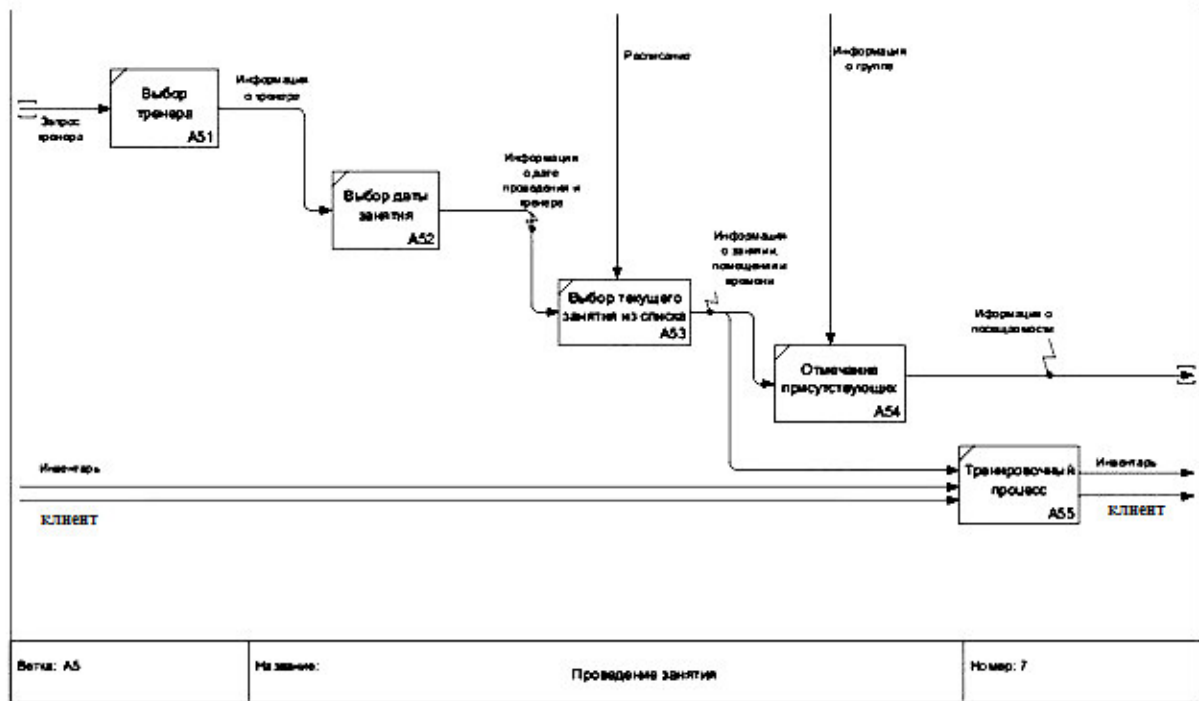 Расписание
Информация
о группе
Запрос
тренера
Выбор
тренера
A51
Информация
о тренере
Выбор даты
занятия
A52
Информация
о дате
проведения и
тренере
Выбор текущего
занятия из списка
A53
Информация
о занятии,
помещении и
времени
Отмечание
присутствующих
A54
Иформация о
посещаемости
Инвентарь
клиент
Тренировочный
процесс
A55
Инвентарь
клиент
Ветка: A5
Название:
Проведение занятия
Номер: 7